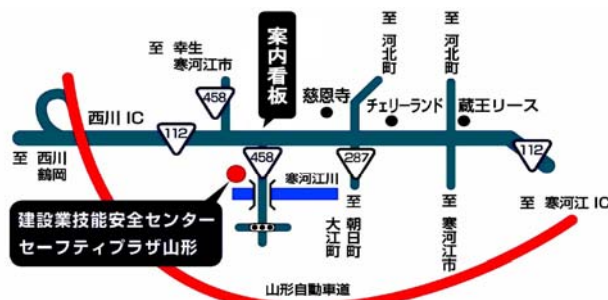 至 幸生
寒河江市
458
案内看板
至 河北町
至 河北町
慈恩寺
チェリーランド
蔵王リース
西川 IC
112
458
287
112
至 西川
鶴岡
寒河江川
至 朝日町
大江町
至 寒河江市
至 寒河江 IC
建設業技能安全センター
セーフティプラザ山形
山形自動車道